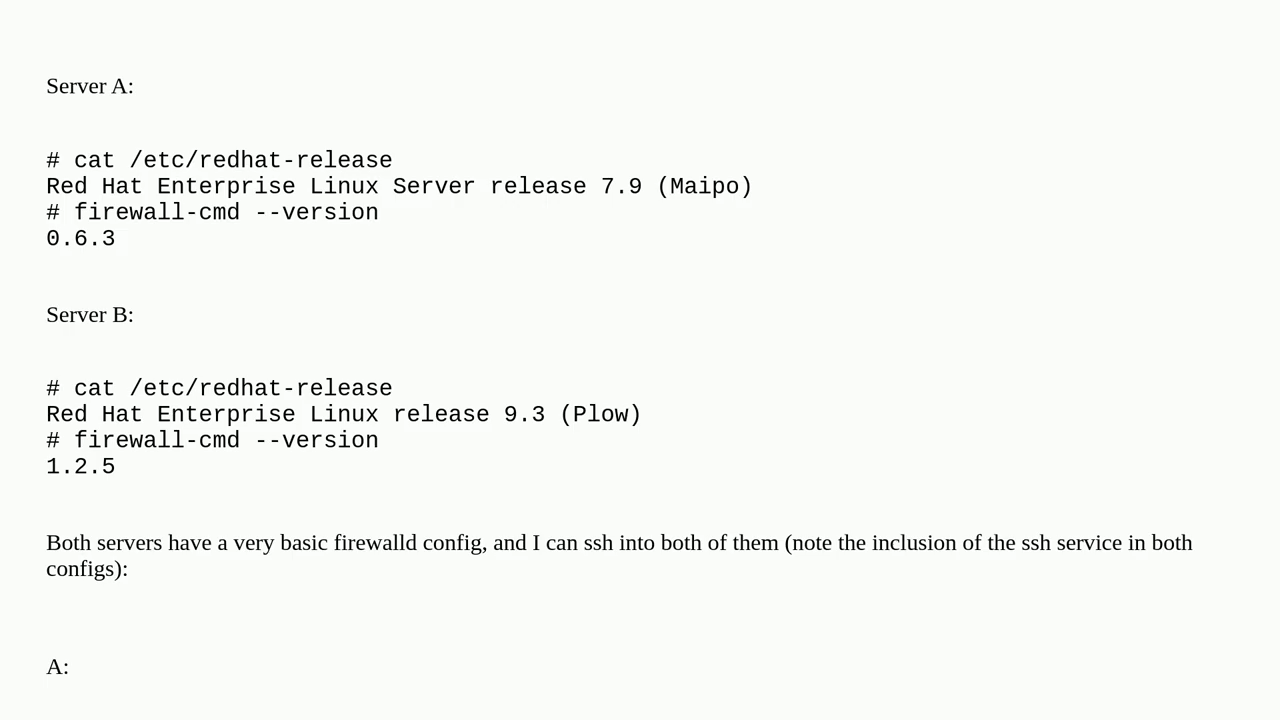 Server A:
# cat /etc/redhat-release
Red Hat Enterprise Linux Server release 7.9 (Maipo)
# firewall-cmd --version
0.6.3
Server B:
# cat /etc/redhat-release
Red Hat Enterprise Linux release 9.3 (Plow)
# firewall-cmd --version
1.2.5
Both servers have a very basic firewalld config, and I can ssh into both of them (note the inclusion of the ssh service in both
configs):
A: